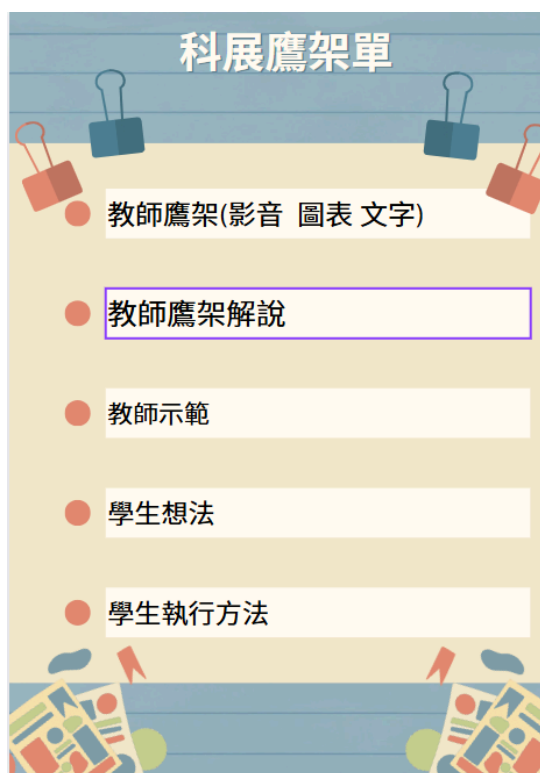 科展鷹架單
教師鷹架(影音 圖表 文字)
教師鷹架解說
教師示範
學生想法
學生執行方法